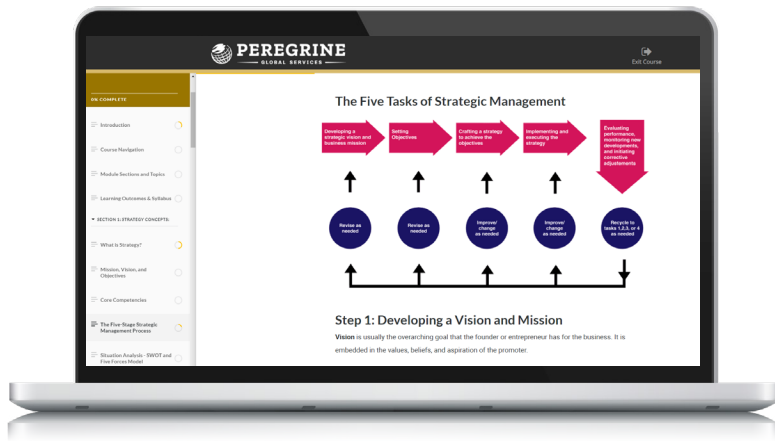 PEREGRINE
GLOBAL SERVICES
Exit Course
0% COMPLETE
Introduction
Course Navigation
Module Sections and Topics
Learning Outcomes & Syllabus
SECTION 1: STRATEGY CONCEPTS
What is Strategy?
Mission, Vision, and
Objectives
Core Competencies
The Five-Stage Strategic
Management Process
Situation Analysis - SWOT and
Five Forces Model
The Five Tasks of Strategic Management
Developing a
strategic vision and
business mission
Setting
Objectives
Crafting a strategy
to achieve the
objectives
Implementing and
executing the
strategy
Evaluating
performance,
monitoring new
developments,
and initiating
corrective
adjustements
Revise as
needed
Revise as
needed
Improve/
change
as needed
Improve/
change
as needed
Recycle to
tasks 1,2,3, or 4
as needed
Step 1: Developing a Vision and Mission
Vision is usually the overarching goal that the founder or entrepreneur has for the business. It is
embedded in the values, beliefs, and aspiration of the promoter.